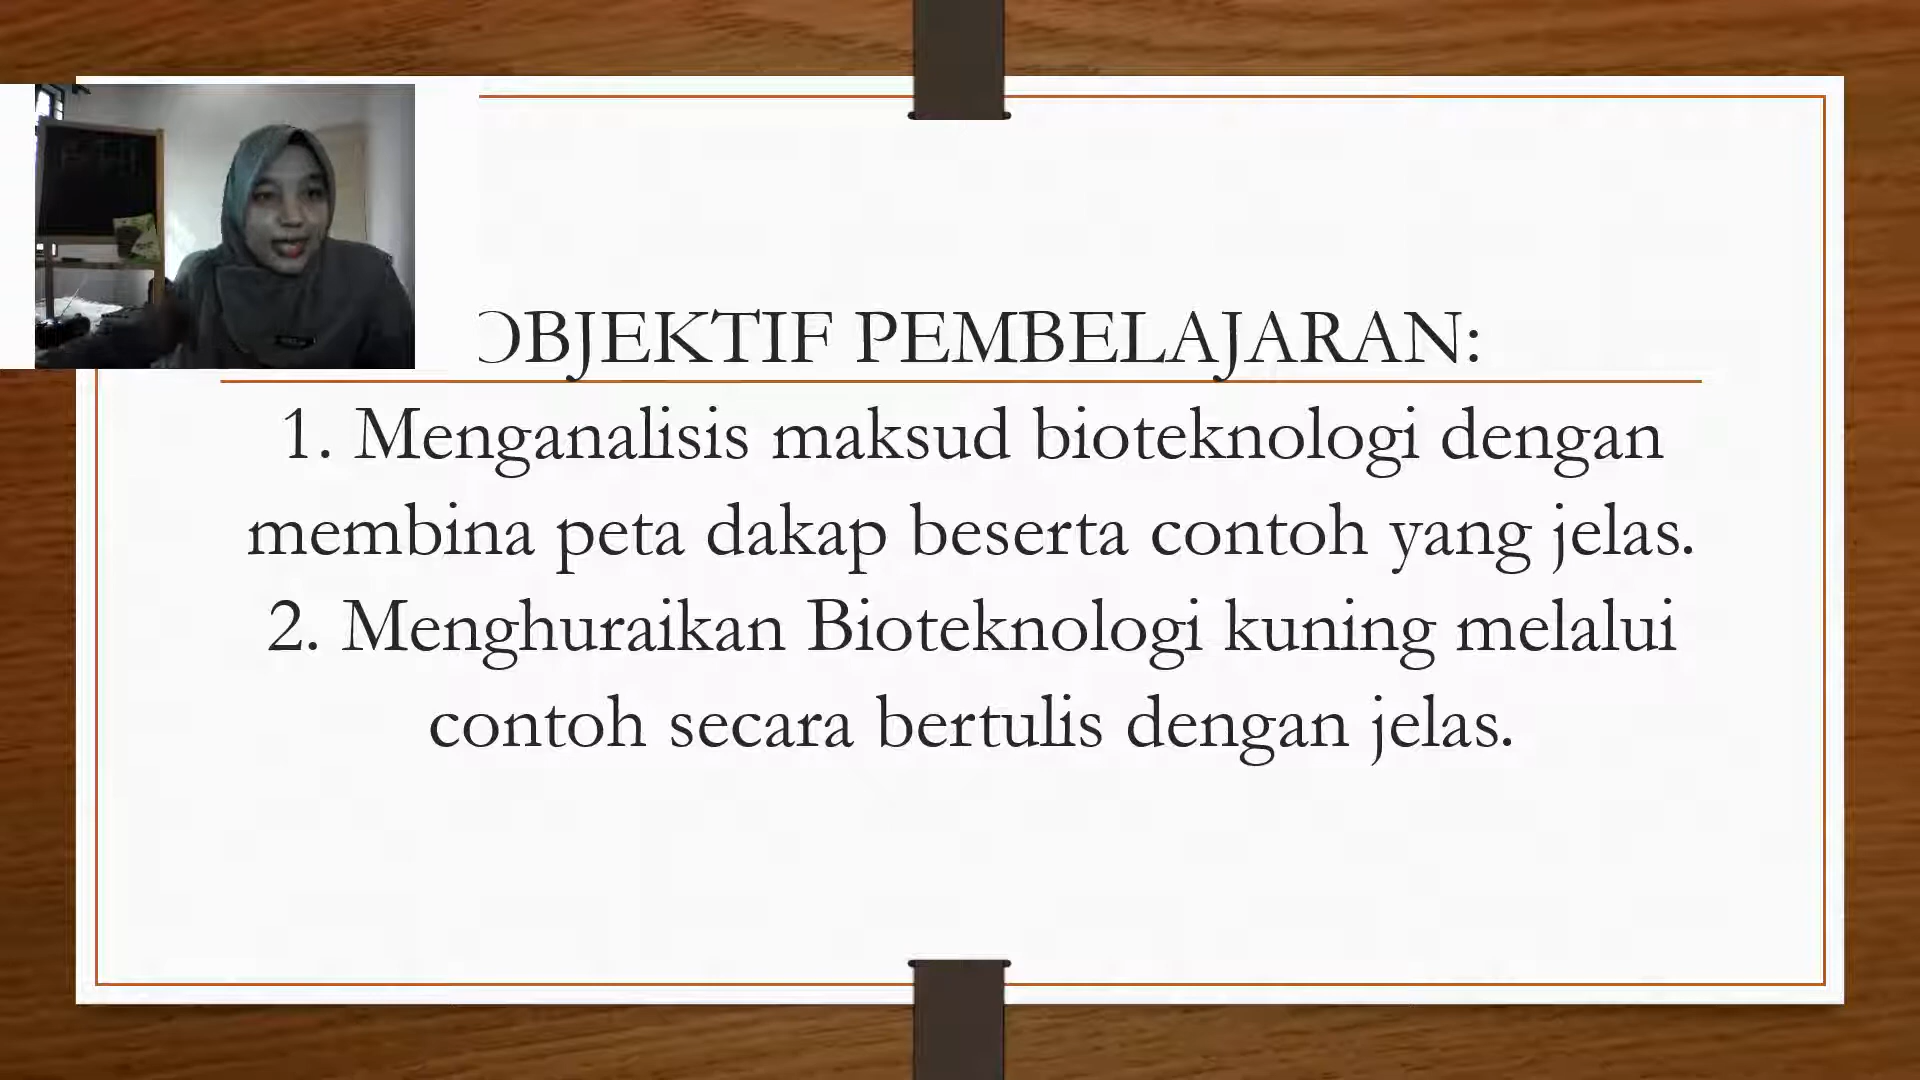 OBJEKTIF PEMBELAJARAN:
1. Menganalisis maksud bioteknologi dengan
membina peta dakap beserta contoh yang jelas.
2. Menghuraikan Bioteknologi kuning melalui
contoh secara bertulis dengan jelas.